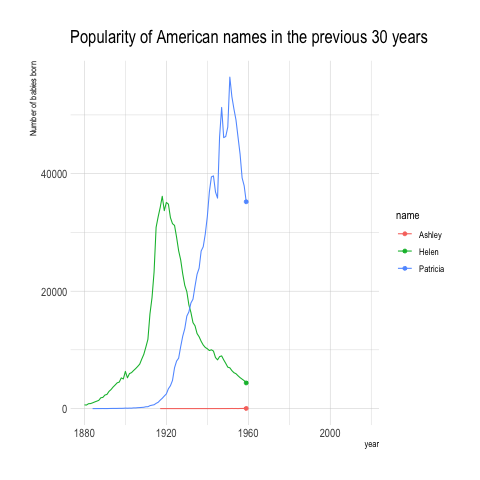 Popularity of American names in the previous 30 years
Number of babies born
40000
20000
0
1880
1920
1960
2000
year
name
Ashley
Helen
Patricia